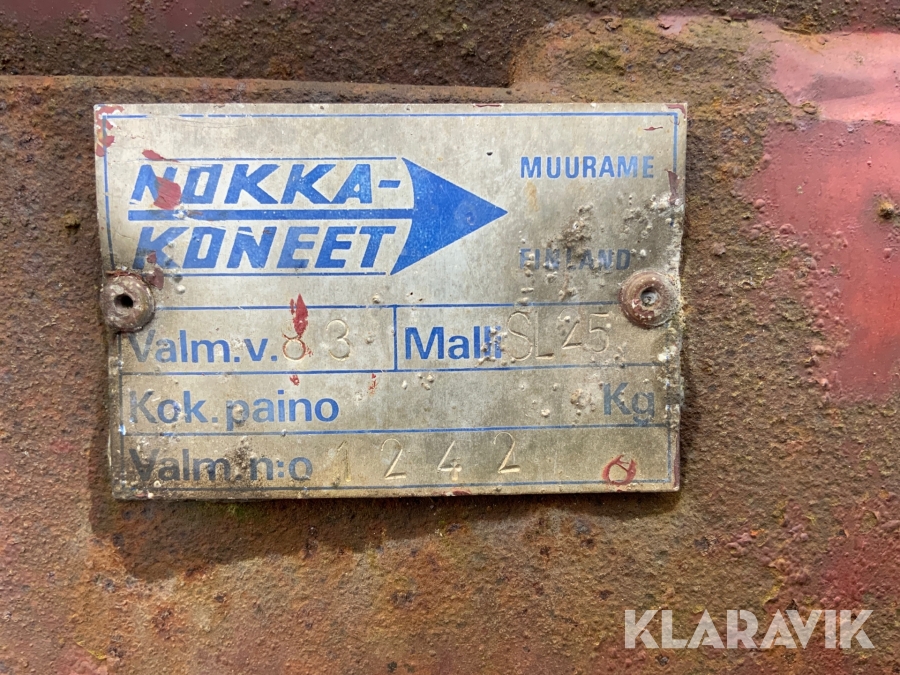 NOKKA-
KONEET
MUURAME
FINLAND
Valm.v. 83
Malli SL 45
Kok.paino Kg
Valm.n:o 1242
KLARAVIK